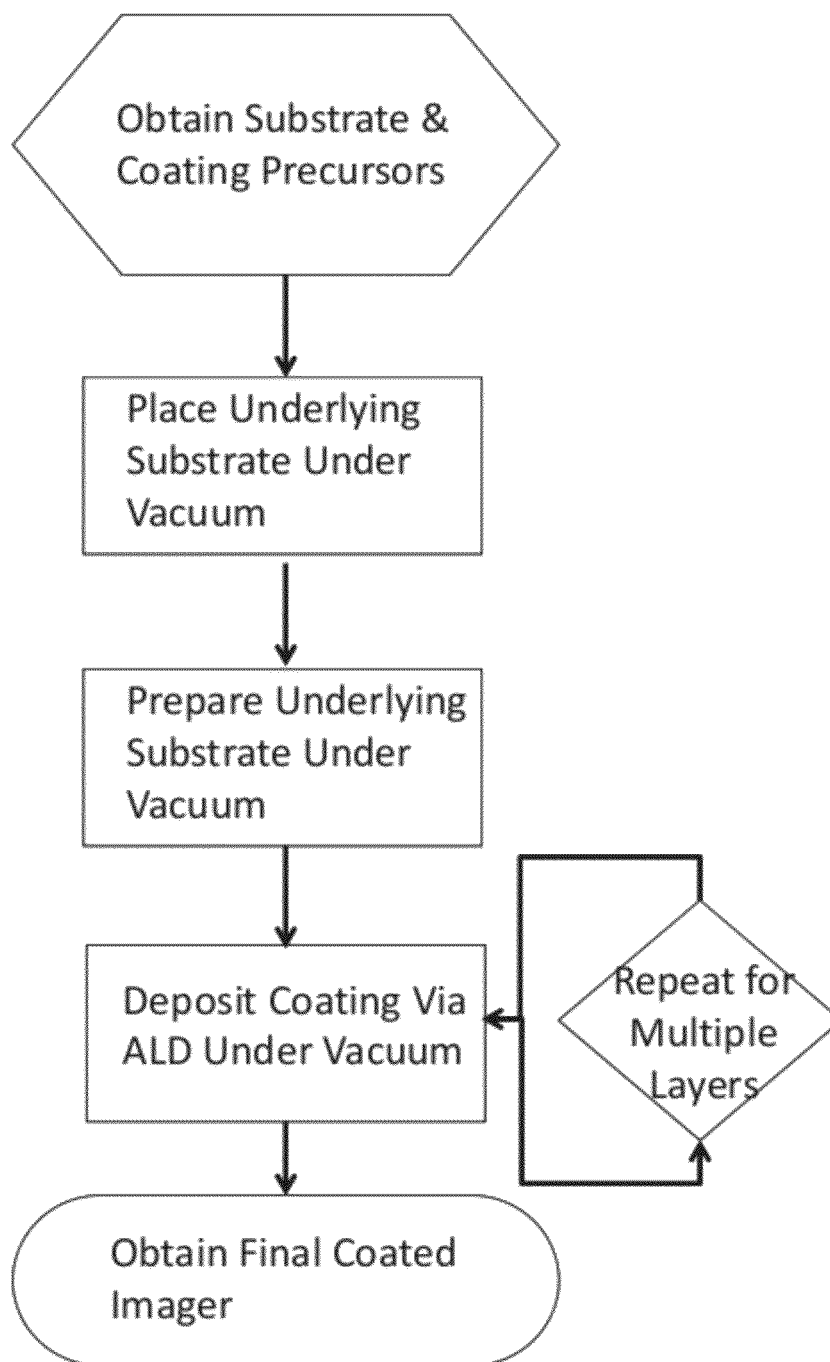 Obtain Substrate &
Coating Precursors
Place Underlying
Substrate Under
Vacuum
Prepare Underlying
Substrate Under
Vacuum
Deposit Coating Via
ALD Under Vacuum
Repeat for
Multiple
Layers
Obtain Final Coated
Imager